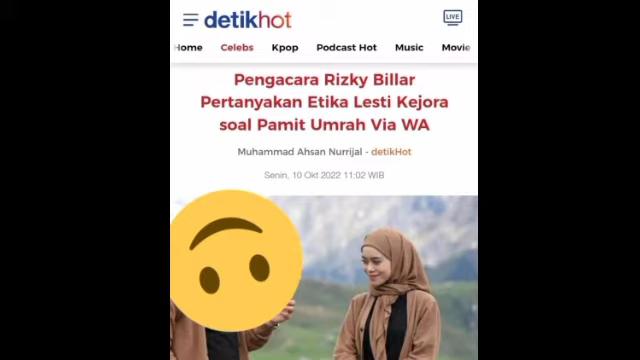 detikhot
LIVE
Home Celebs Kpop Podcast Hot Music Movie
Pengacara Rizky Billar
Pertanyakan Etika Lesti Kejora
soal Pamit Umrah Via WA
Muhammad Ahsan Nurrijal - detikHot
Senin, 10 Okt 2022 11:02 WIB